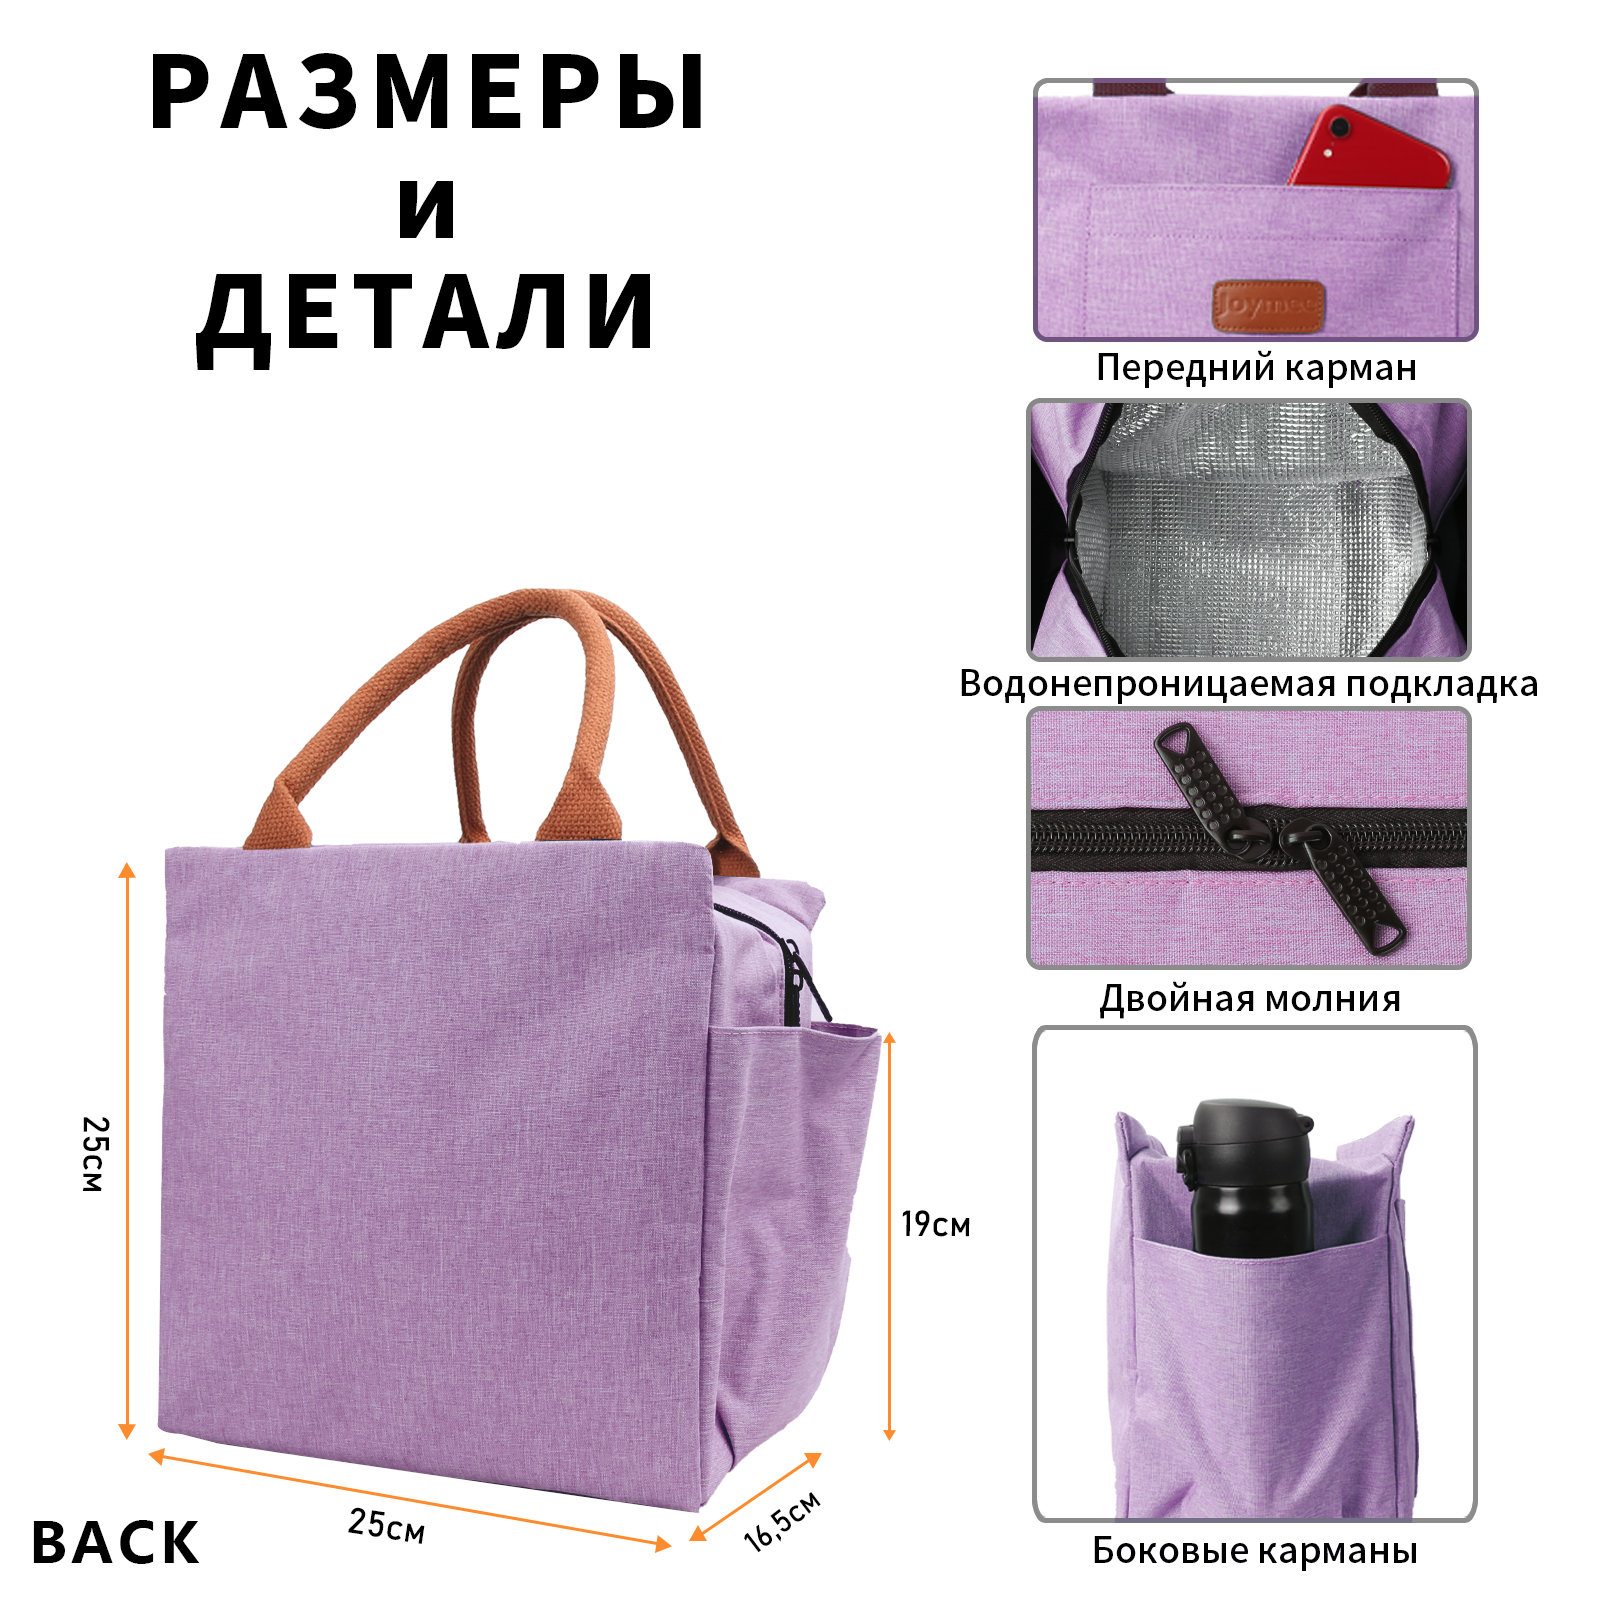 РАЗМЕРЫ
и
ДЕТАЛИ
Joymee
Передний карман
Водонепроницаемая подкладка
Двойная молния
Боковые карманы
25см
19см
25см
16,5см
BACK